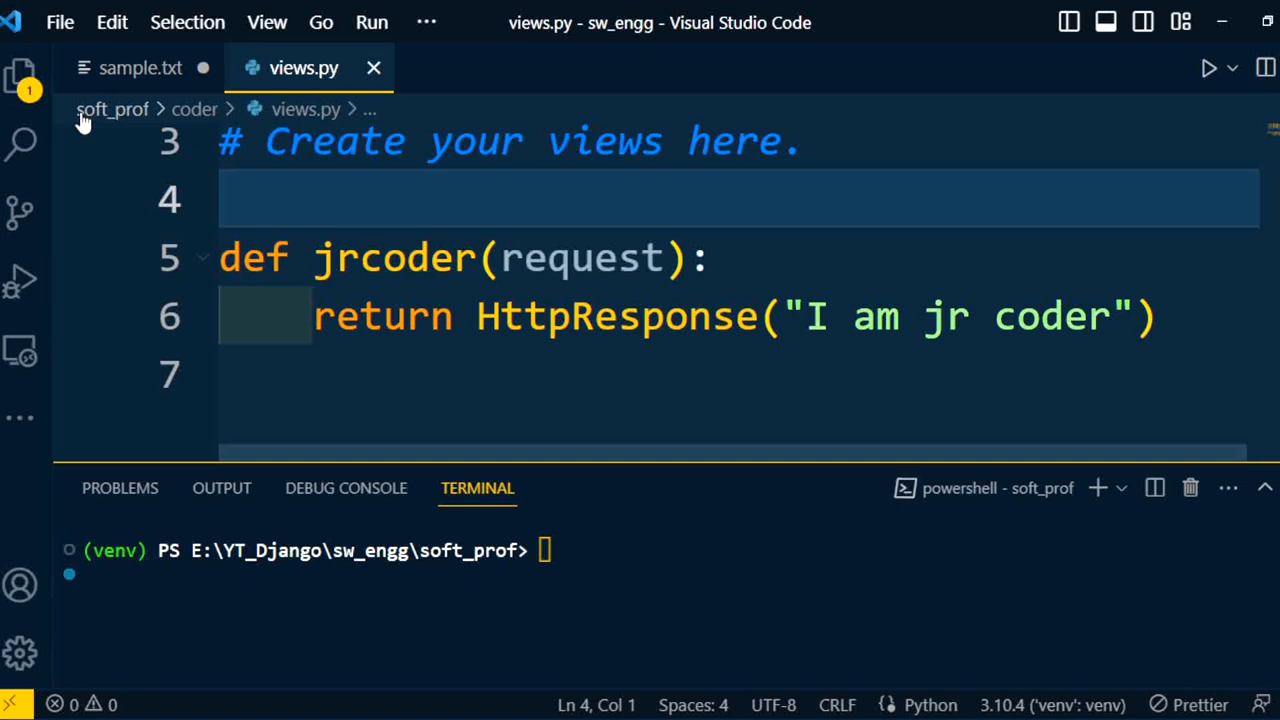 File Edit Selection View Go Run ··· views.py - sw_engg - Visual Studio Code
sample.txt views.py
1
soft_prof > coder > views.py > ...
3 # Create your views here.
4
5 def jrcoder(request):
6 return HttpResponse("I am jr coder")
7
PROBLEMS OUTPUT DEBUG CONSOLE TERMINAL powershell - soft_prof
(venv) PS E:\YT_Django\sw_engg\soft_prof>
0 0 Ln 4, Col 1 Spaces: 4 UTF-8 CRLF Python 3.10.4 ('venv': venv) Prettier